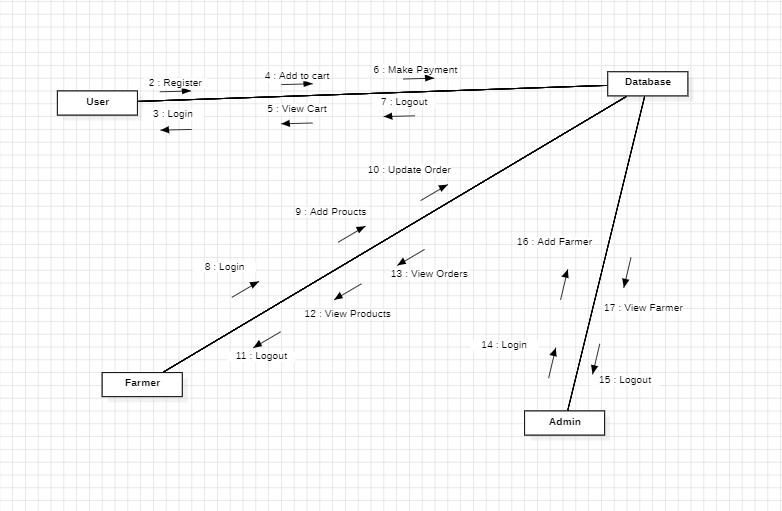 6 : Make Payment
4 : Add to cart
2 : Register
Database
User
7 : Logout
5 : View Cart
3 : Login
10 : Update Order
9 : Add Proucts
16 : Add Farmer
8 : Login
13 : View Orders
17 : View Farmer
12 : View Products
14 : Login
11 : Logout
15 : Logout
Farmer
Admin